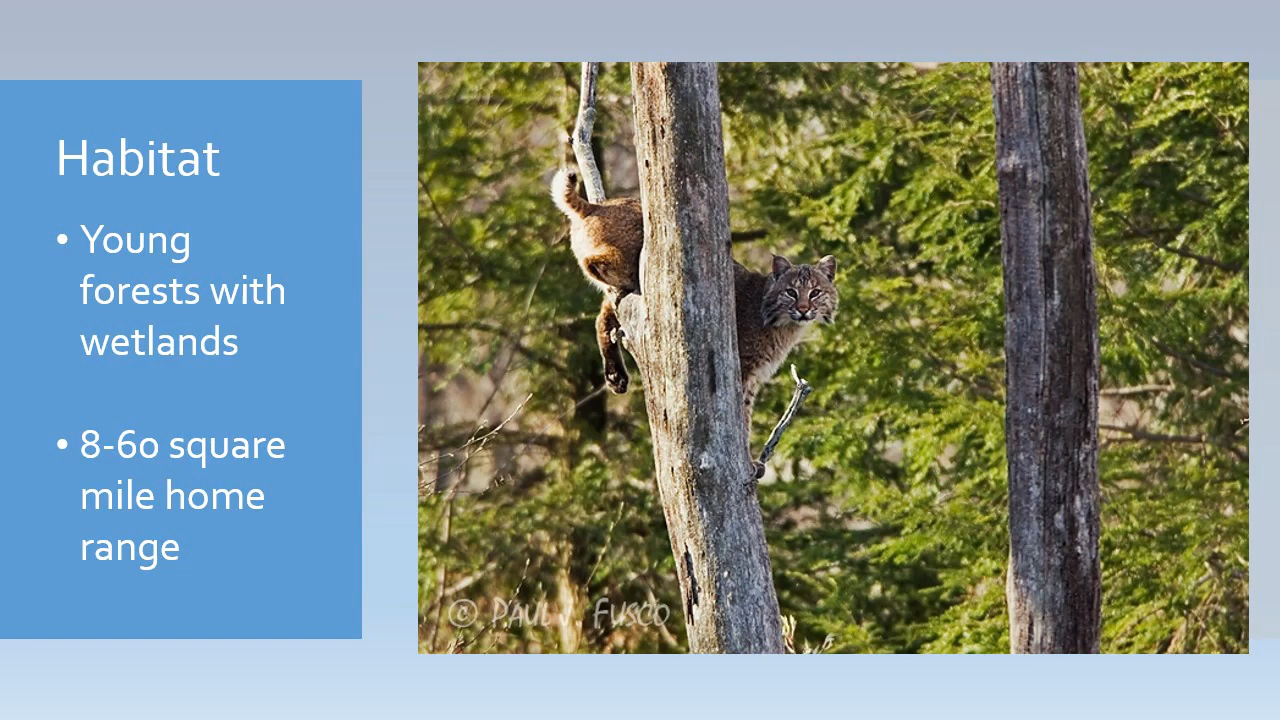 Habitat
• Young
forests with
wetlands
• 8-60 square
mile home
range
© PAUL J. FUSCO